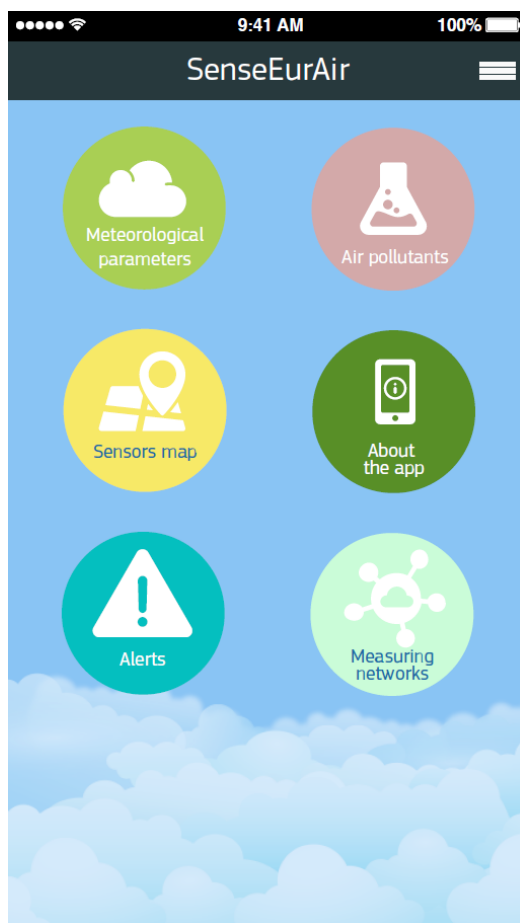 9:41 AM
100%
SenseEurAir
Meteorological
parameters
Air pollutants
Sensors map
About
the app
Alerts
Measuring
networks